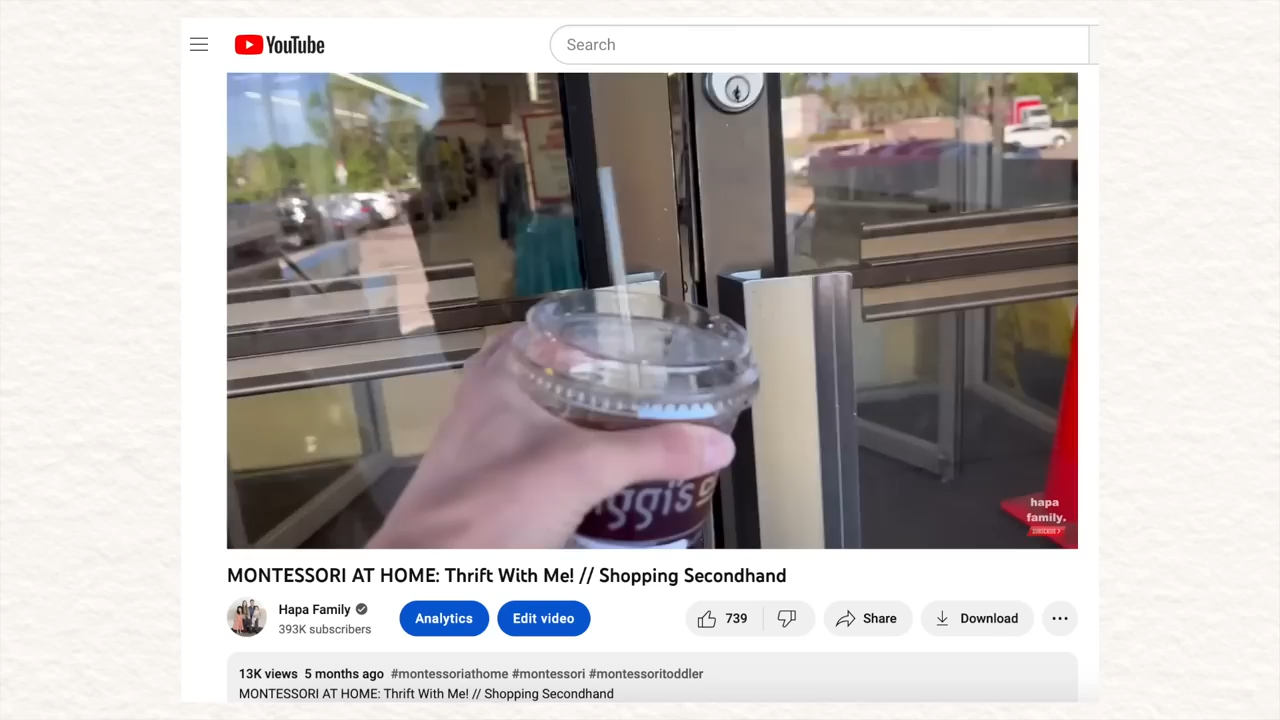 YouTube
Search
hapa
family.
SUBSCRIBE
MONTESSORI AT HOME: Thrift With Me! // Shopping Secondhand
Hapa Family
393K subscribers
Analytics
Edit video
739
Share
Download
13K views 5 months ago #montessoriathome #montessori #montessoritoddler
MONTESSORI AT HOME: Thrift With Me! // Shopping Secondhand